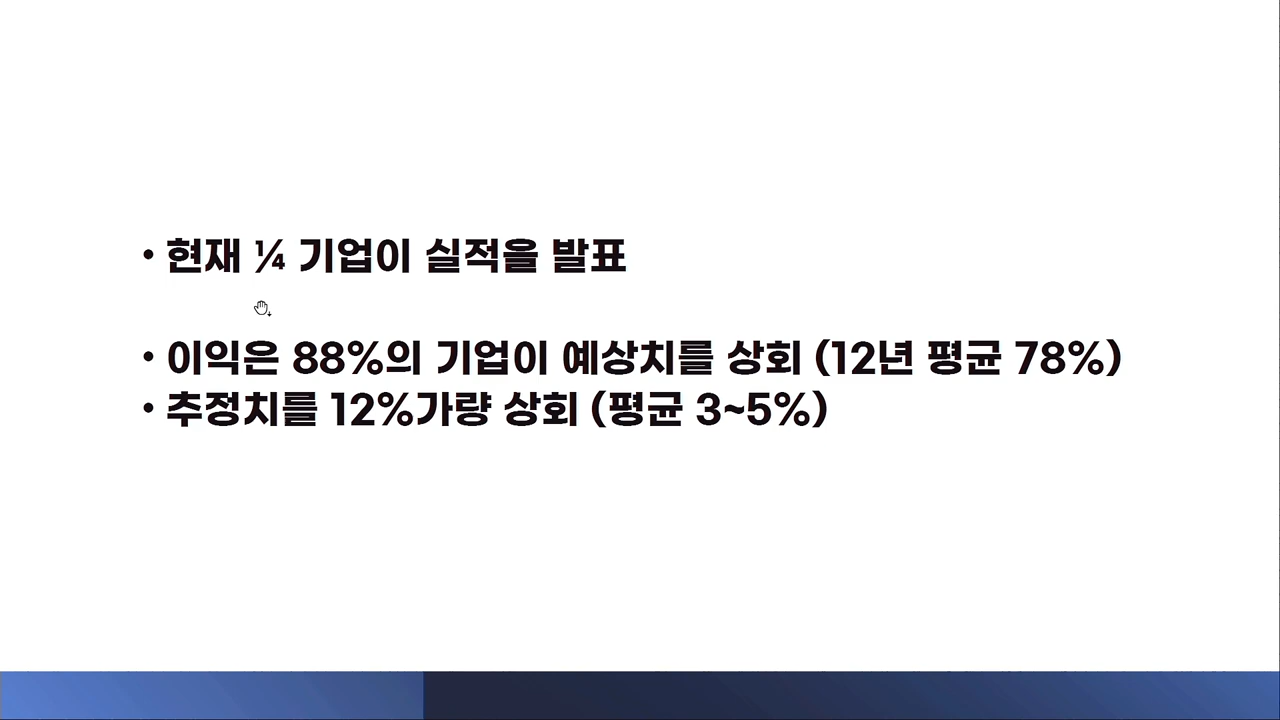 • 현재 ¼ 기업이 실적을 발표
• 이익은 88%의 기업이 예상치를 상회 (12년 평균 78%)
• 추정치를 12%가량 상회 (평균 3~5%)